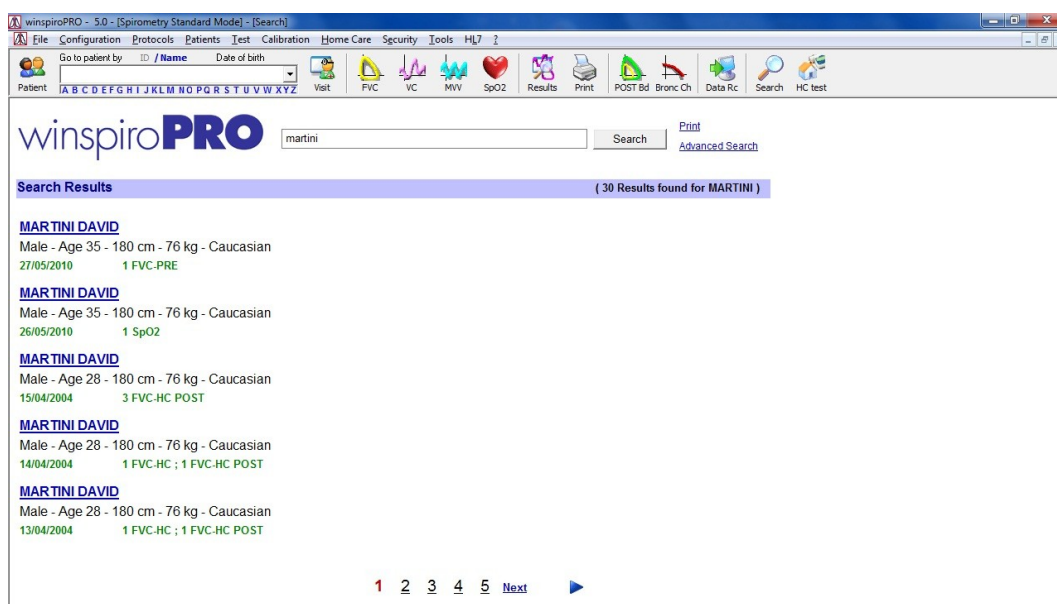 winspiroPRO - 5.0 - [Spirometry Standard Mode] - [Search]
File Configuration Protocols Patients Test Calibration Home Care Security Tools HL7 ?
Go to patient by ID / Name Date of birth
A B C D E F G H I J K L M N O P Q R S T U V W X Y Z
Patient Visit FVC VC MVV SpO2 Results Print POST Bd Bronc Ch Data Rc Search HC test
winspiroPRO
martini
Search
Print
Advanced Search
Search Results ( 30 Results found for MARTINI )
MARTINI DAVID
Male - Age 35 - 180 cm - 76 kg - Caucasian
27/05/2010 1 FVC-PRE
MARTINI DAVID
Male - Age 35 - 180 cm - 76 kg - Caucasian
26/05/2010 1 SpO2
MARTINI DAVID
Male - Age 28 - 180 cm - 76 kg - Caucasian
15/04/2004 3 FVC-HC POST
MARTINI DAVID
Male - Age 28 - 180 cm - 76 kg - Caucasian
14/04/2004 1 FVC-HC ; 1 FVC-HC POST
MARTINI DAVID
Male - Age 28 - 180 cm - 76 kg - Caucasian
13/04/2004 1 FVC-HC ; 1 FVC-HC POST
1 2 3 4 5 Next